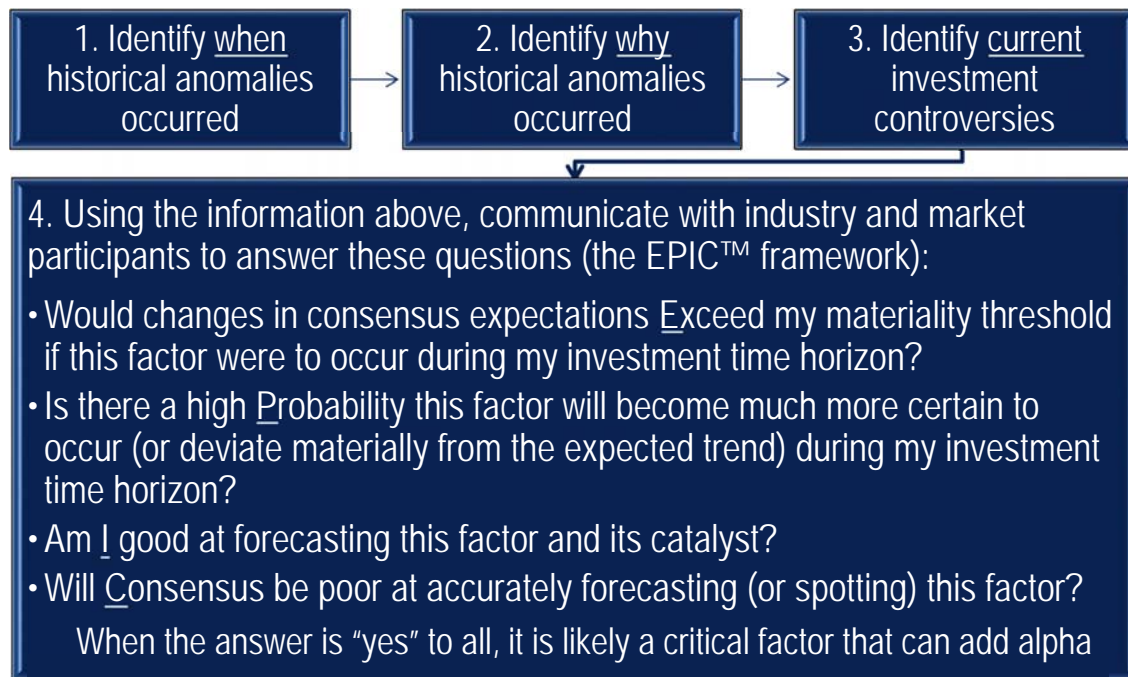 1. Identify when
historical anomalies
occurred
2. Identify why
historical anomalies
occurred
3. Identify current
investment
controversies
4. Using the information above, communicate with industry and market
participants to answer these questions (the EPIC™ framework):
• Would changes in consensus expectations Exceed my materiality threshold
if this factor were to occur during my investment time horizon?
• Is there a high Probability this factor will become much more certain to
occur (or deviate materially from the expected trend) during my investment
time horizon?
• Am I good at forecasting this factor and its catalyst?
• Will Consensus be poor at accurately forecasting (or spotting) this factor?
When the answer is “yes” to all, it is likely a critical factor that can add alpha